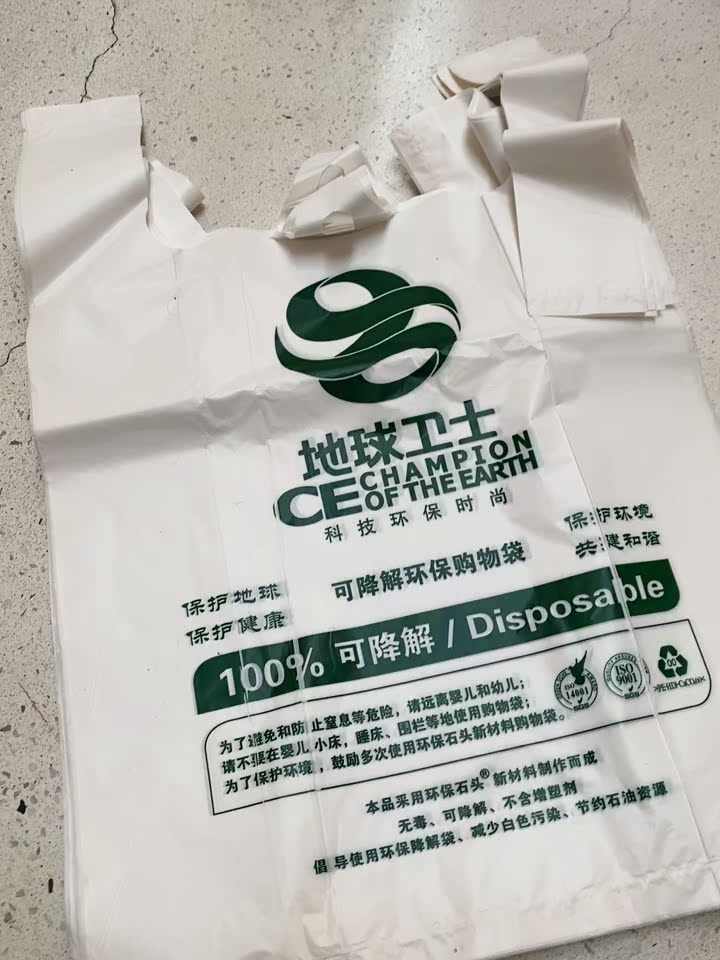 地球卫士
CE CHAMPION
OF THE EARTH
科技环保时尚
保护地球
保护健康
可降解环保购物袋
保护环境
共建和谐
100% 可降解 / Disposable
为了避免和防止窒息等危险，请远离婴儿和幼儿；
请不要在婴儿小床，睡床、围栏等地使用购物袋；
为了保护环境，鼓励多次使用环保石头新材料购物袋。
ISO
14001
SGS
ISO
9001
SGS
本品采用环保石头®新材料制作而成
无毒、可降解、不含增塑剂
倡导使用环保降解袋、减少白色污染、节约石油资源